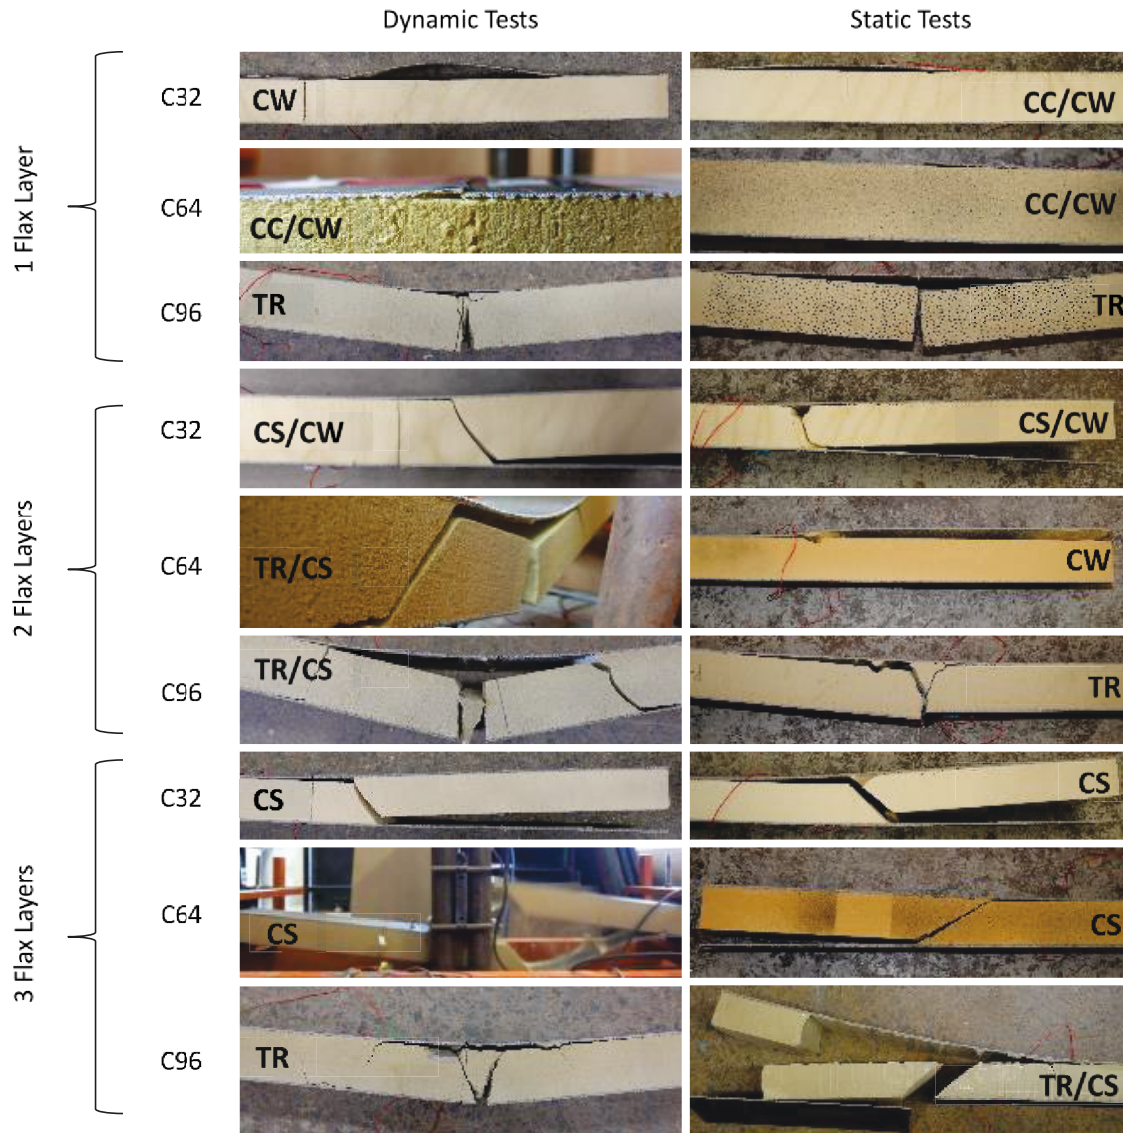 Dynamic Tests Static Tests
1 Flax Layer
C32 CW CC/CW
C64 CC/CW CC/CW
C96 TR TR
2 Flax Layers
C32 CS/CW CS/CW
C64 TR/CS CW
C96 TR/CS TR
3 Flax Layers
C32 CS CS
C64 CS CS
C96 TR TR/CS